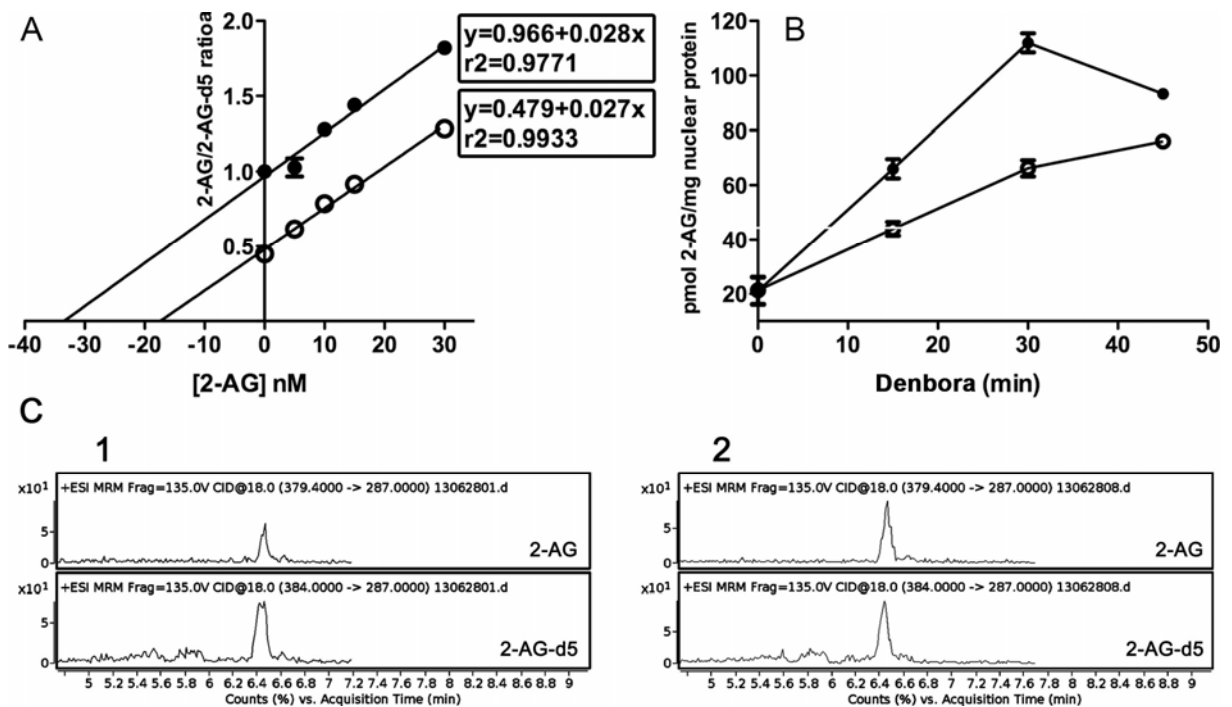 A
2-AG/2-AG-d5 ratioa
2.0
1.5
1.0
0.5
y=0.966+0.028x
r2=0.9771
y=0.479+0.027x
r2=0.9933
-40 -30 -20 -10 0 10 20 30
[2-AG] nM
B
pmol 2-AG/mg nuclear protein
120
100
80
60
40
20
0 10 20 30 40 50
Denbora (min)
C
1
x10¹ +ESI MRM Frag=135.0V CID@18.0 (379.4000 -> 287.0000) 13062801.d
5
0
2-AG
x10¹ +ESI MRM Frag=135.0V CID@18.0 (384.0000 -> 287.0000) 13062801.d
5
0
2-AG-d5
5 5.2 5.4 5.6 5.8 6 6.2 6.4 6.6 6.8 7 7.2 7.4 7.6 7.8 8 8.2 8.4 8.6 8.8 9
Counts (%) vs. Acquisition Time (min)
2
x10¹ +ESI MRM Frag=135.0V CID@18.0 (379.4000 -> 287.0000) 13062808.d
5
0
2-AG
x10¹ +ESI MRM Frag=135.0V CID@18.0 (384.0000 -> 287.0000) 13062808.d
5
0
2-AG-d5
5 5.2 5.4 5.6 5.8 6 6.2 6.4 6.6 6.8 7 7.2 7.4 7.6 7.8 8 8.2 8.4 8.6 8.8 9
Counts (%) vs. Acquisition Time (min)